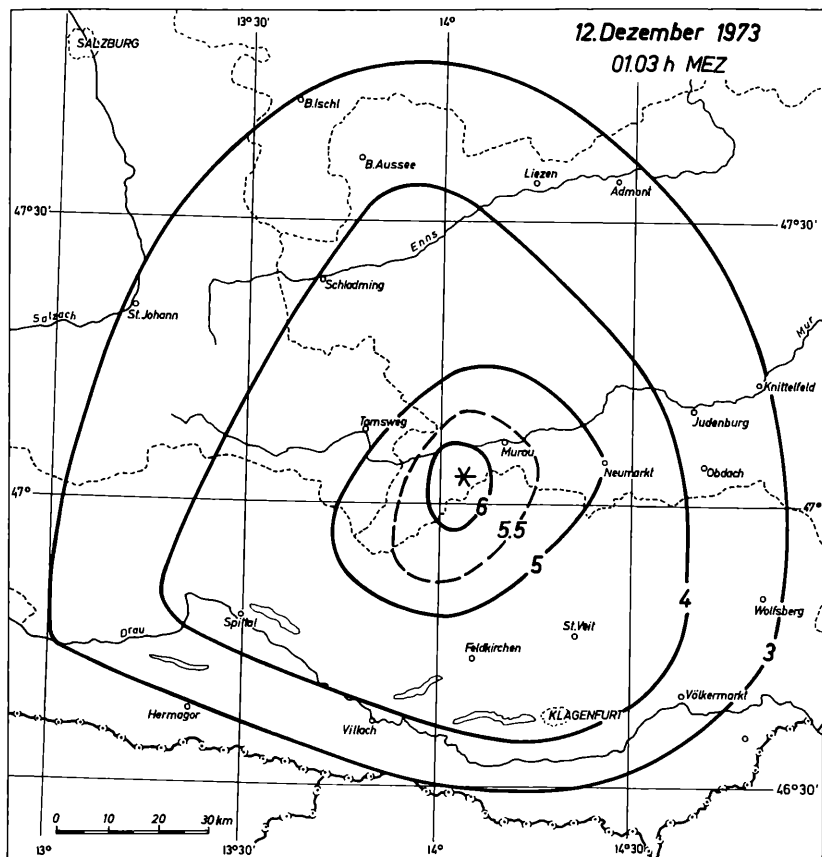 13° 30'
14°
12. Dezember 1973
01.03 h MEZ
SALZBURG
B.Ischl
B.Aussee
Liezen
Admont
47° 30'
47° 30'
Enns
Schladming
St.Johann
Salzach
Mur
Knittelfeld
Judenburg
Tamsweg
Murau
Neumarkt
Obdach
47°
47°
6
5.5
5
4
3
Wolfsberg
Drau
Spittal
St.Veit
Feldkirchen
Völkermarkt
KLAGENFURT
Hermagor
Villach
46° 30'
0 10 20 30 km
13°
13° 30'
14°
14° 30'